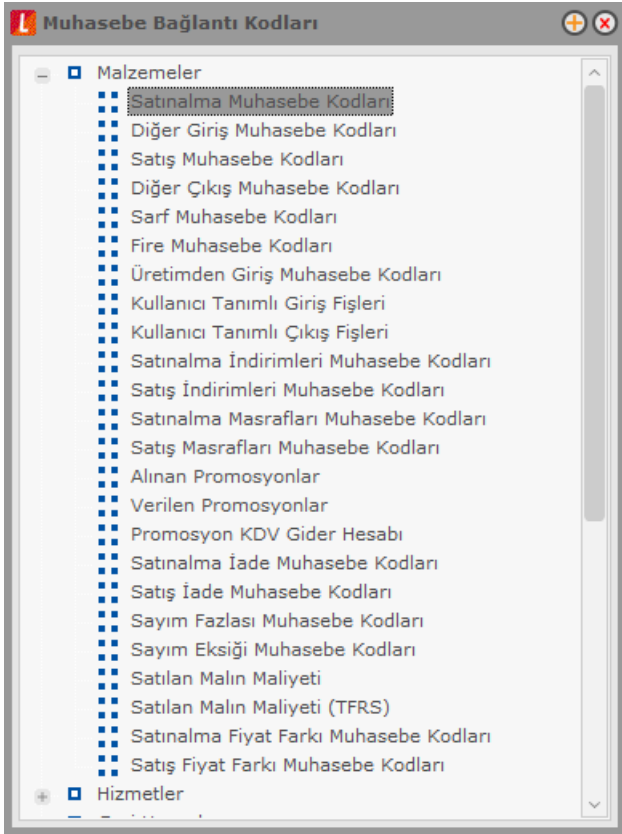 Muhasebe Bağlantı Kodları
Malzemeler
Satınalma Muhasebe Kodları
Diğer Giriş Muhasebe Kodları
Satış Muhasebe Kodları
Diğer Çıkış Muhasebe Kodları
Sarf Muhasebe Kodları
Fire Muhasebe Kodları
Üretimden Giriş Muhasebe Kodları
Kullanıcı Tanımlı Giriş Fişleri
Kullanıcı Tanımlı Çıkış Fişleri
Satınalma İndirimleri Muhasebe Kodları
Satış İndirimleri Muhasebe Kodları
Satınalma Masrafları Muhasebe Kodları
Satış Masrafları Muhasebe Kodları
Alınan Promosyonlar
Verilen Promosyonlar
Promosyon KDV Gider Hesabı
Satınalma İade Muhasebe Kodları
Satış İade Muhasebe Kodları
Sayım Fazlası Muhasebe Kodları
Sayım Eksiği Muhasebe Kodları
Satılan Malın Maliyeti
Satılan Malın Maliyeti (TFRS)
Satınalma Fiyat Farkı Muhasebe Kodları
Satış Fiyat Farkı Muhasebe Kodları
Hizmetler